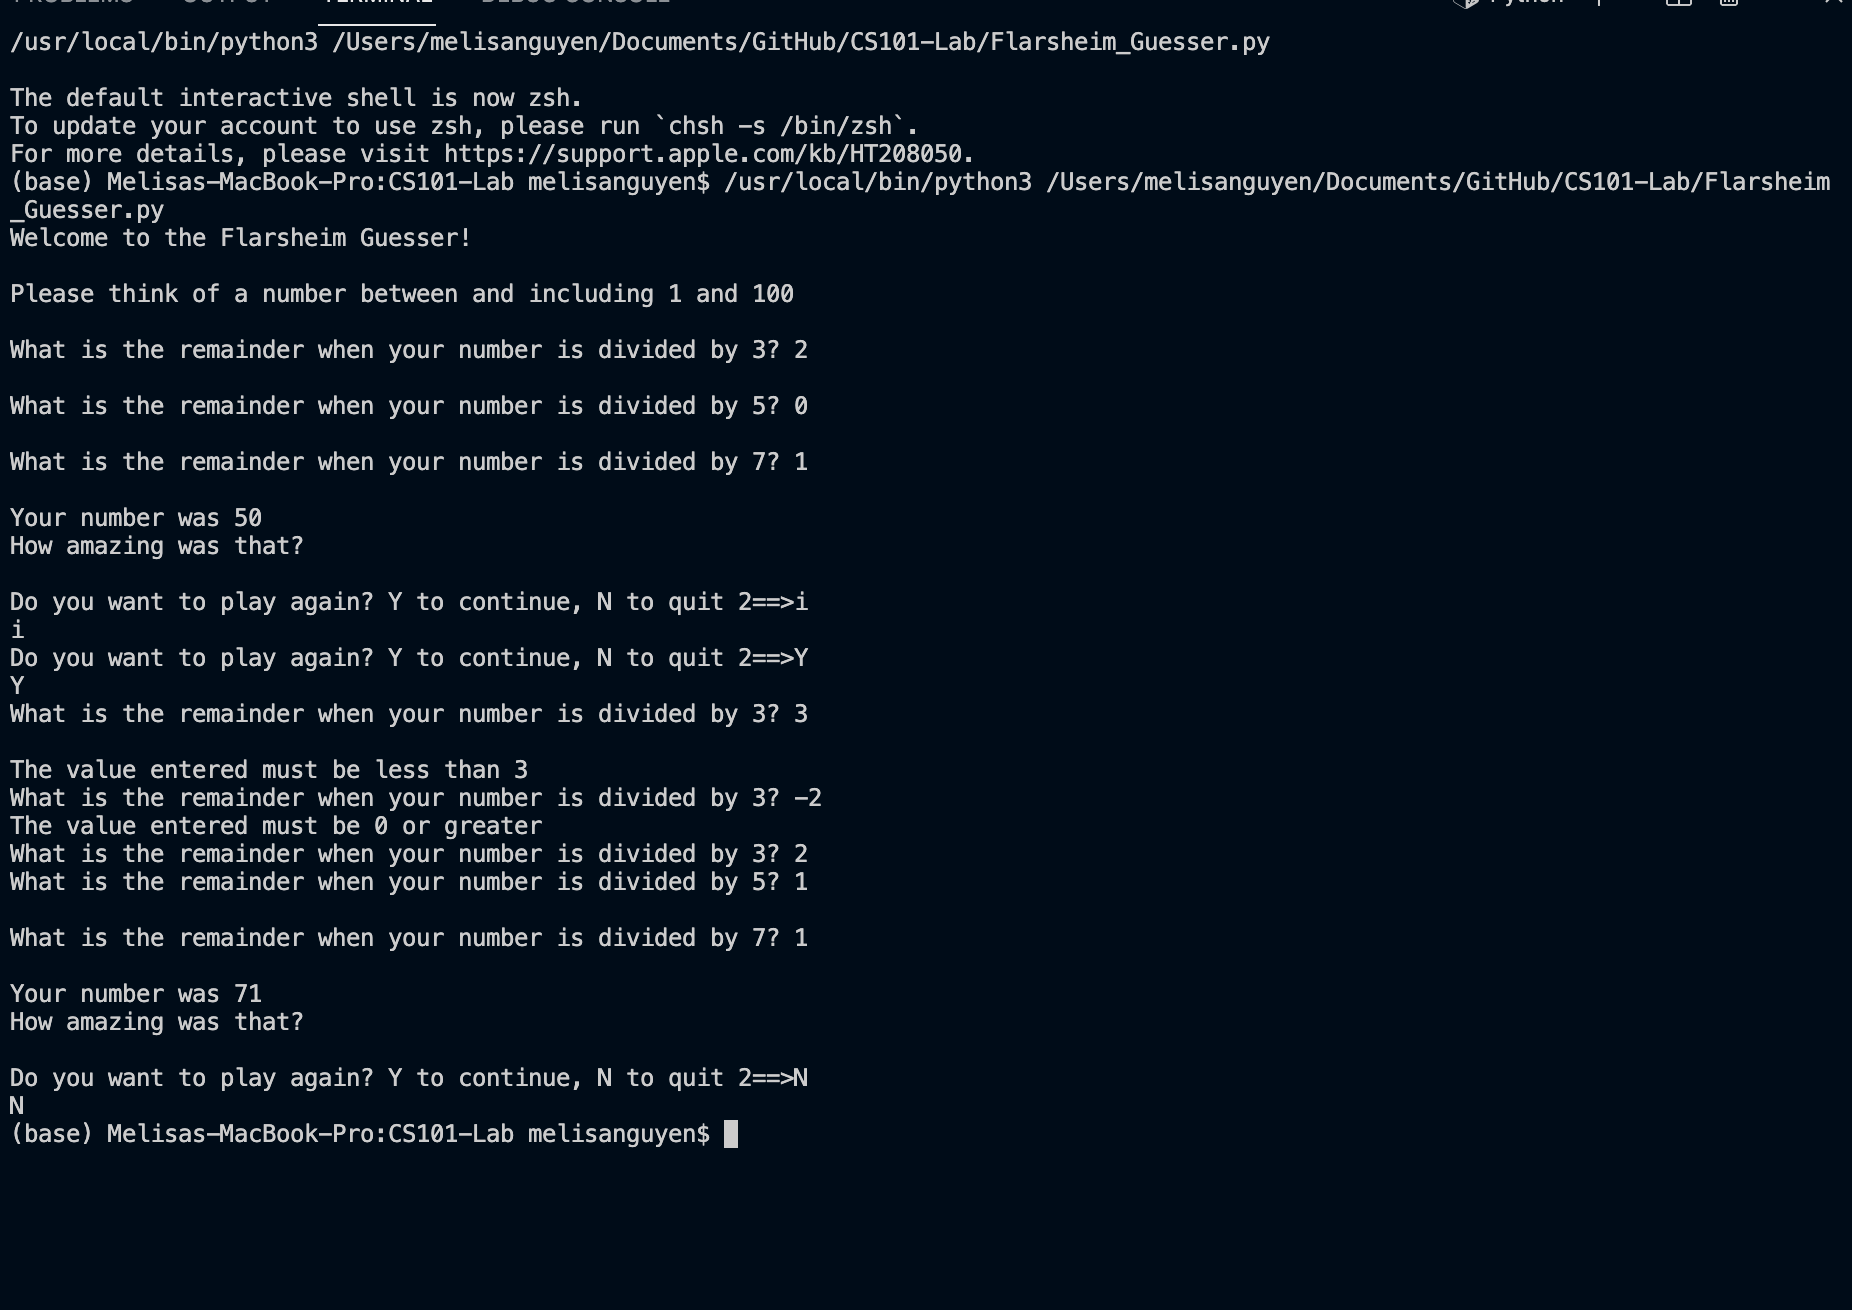 PROBLEMS OUTPUT TERMINAL DEBUG CONSOLE Python
/usr/local/bin/python3 /Users/melisanguyen/Documents/GitHub/CS101-Lab/Flarsheim_Guesser.py
The default interactive shell is now zsh.
To update your account to use zsh, please run `chsh -s /bin/zsh`.
For more details, please visit https://support.apple.com/kb/HT208050.
(base) Melisas-MacBook-Pro:CS101-Lab melisanguyen$ /usr/local/bin/python3 /Users/melisanguyen/Documents/GitHub/CS101-Lab/Flarsheim
_Guesser.py
Welcome to the Flarsheim Guesser!
Please think of a number between and including 1 and 100
What is the remainder when your number is divided by 3? 2
What is the remainder when your number is divided by 5? 0
What is the remainder when your number is divided by 7? 1
Your number was 50
How amazing was that?
Do you want to play again? Y to continue, N to quit 2==>i
i
Do you want to play again? Y to continue, N to quit 2==>Y
Y
What is the remainder when your number is divided by 3? 3
The value entered must be less than 3
What is the remainder when your number is divided by 3? -2
The value entered must be 0 or greater
What is the remainder when your number is divided by 3? 2
What is the remainder when your number is divided by 5? 1
What is the remainder when your number is divided by 7? 1
Your number was 71
How amazing was that?
Do you want to play again? Y to continue, N to quit 2==>N
N
(base) Melisas-MacBook-Pro:CS101-Lab melisanguyen$